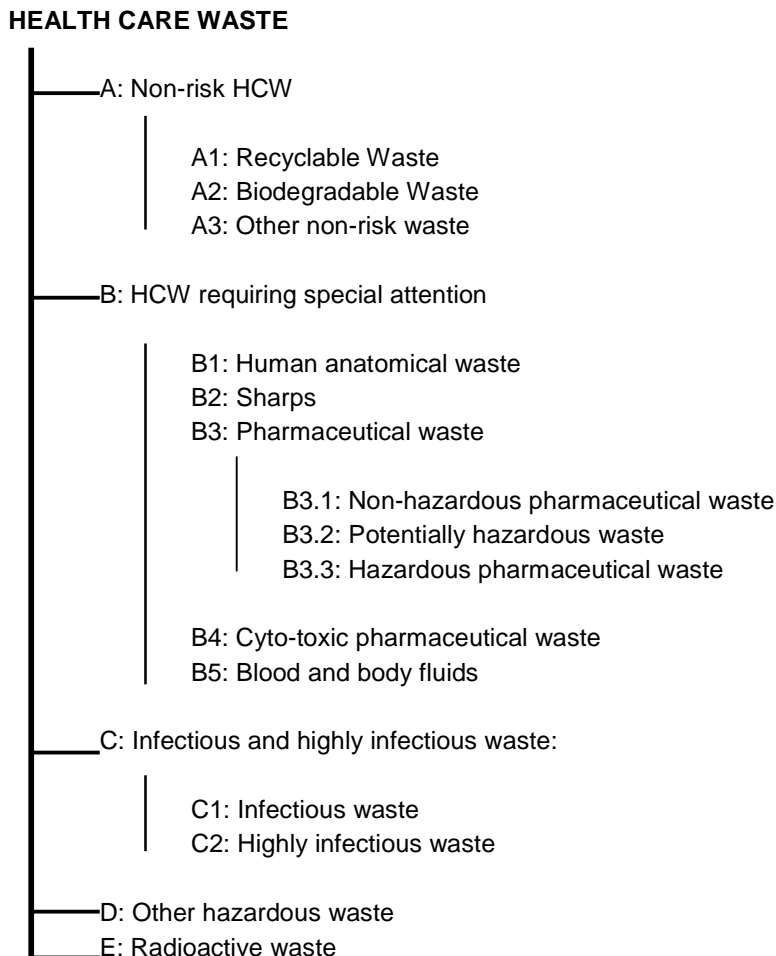 HEALTH CARE WASTE
A: Non-risk HCW
A1: Recyclable Waste
A2: Biodegradable Waste
A3: Other non-risk waste
B: HCW requiring special attention
B1: Human anatomical waste
B2: Sharps
B3: Pharmaceutical waste
B3.1: Non-hazardous pharmaceutical waste
B3.2: Potentially hazardous waste
B3.3: Hazardous pharmaceutical waste
B4: Cyto-toxic pharmaceutical waste
B5: Blood and body fluids
C: Infectious and highly infectious waste:
C1: Infectious waste
C2: Highly infectious waste
D: Other hazardous waste
E: Radioactive waste